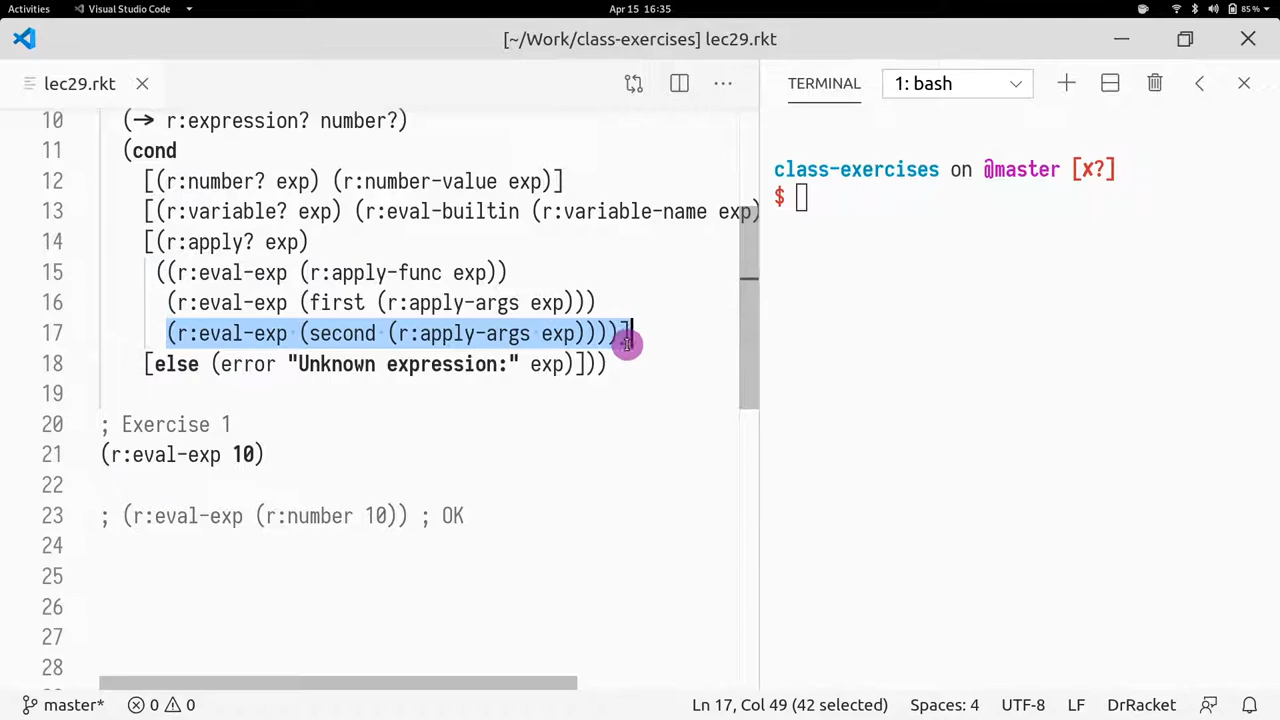 Activities
Visual Studio Code
Apr 15 16:35
85%
[~/Work/class-exercises] lec29.rkt
lec29.rkt
TERMINAL
1: bash
10 (→ r:expression? number?)
11 (cond
12 [(r:number? exp) (r:number-value exp)]
13 [(r:variable? exp) (r:eval-builtin (r:variable-name exp)
14 [(r:apply? exp)
15 ((r:eval-exp (r:apply-func exp))
16 (r:eval-exp (first (r:apply-args exp)))
17 (r:eval-exp (second (r:apply-args exp))))]
18 [else (error "Unknown expression:" exp)]))
19
20 ; Exercise 1
21 (r:eval-exp 10)
22
23 ; (r:eval-exp (r:number 10)) ; OK
24
25
26
27
28
class-exercises on @master [x?]
$
master*
0
0
Ln 17, Col 49 (42 selected)
Spaces: 4
UTF-8
LF
DrRacket